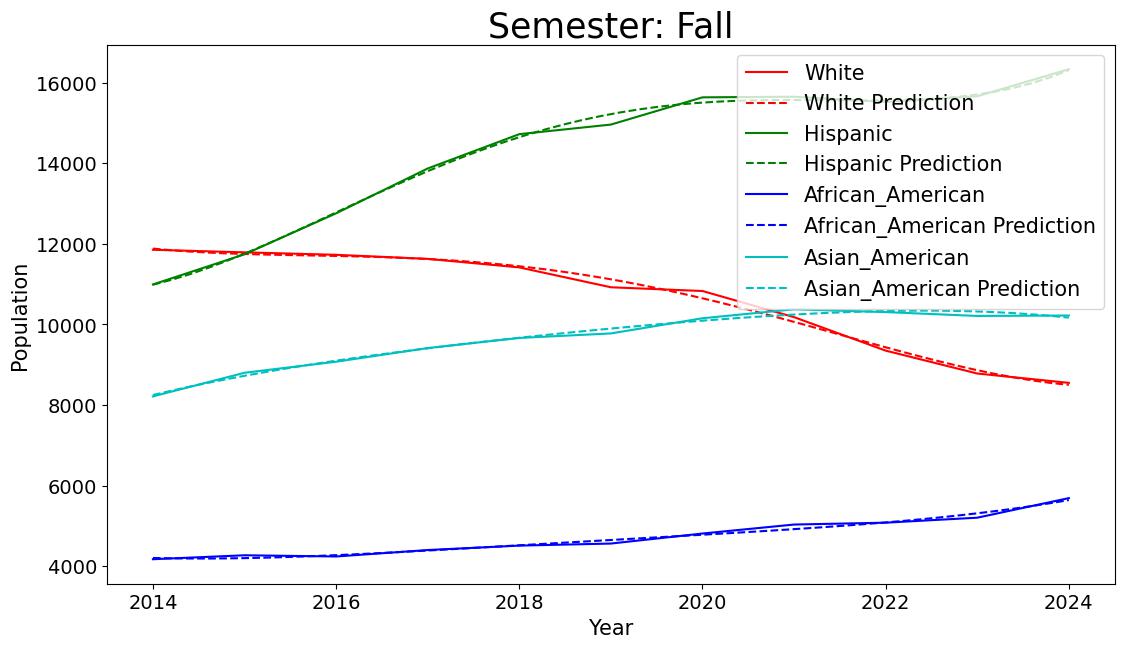 Semester: Fall
White
White Prediction
Hispanic
Hispanic Prediction
African_American
African_American Prediction
Asian_American
Asian_American Prediction
16000
14000
12000
10000
8000
6000
4000
Population
2014 2016 2018 2020 2022 2024
Year